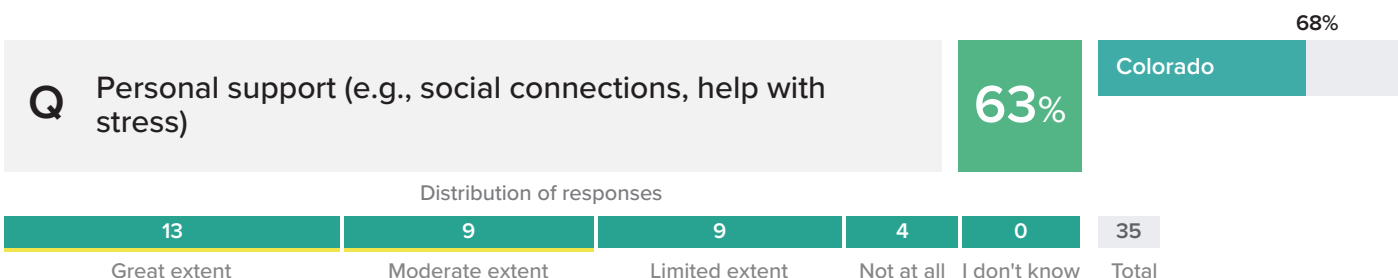 68%
Q
Personal support (e.g., social connections, help with
stress)
63%
Colorado
Distribution of responses
13 9 9 4 0 35
Great extent Moderate extent Limited extent Not at all I don't know Total